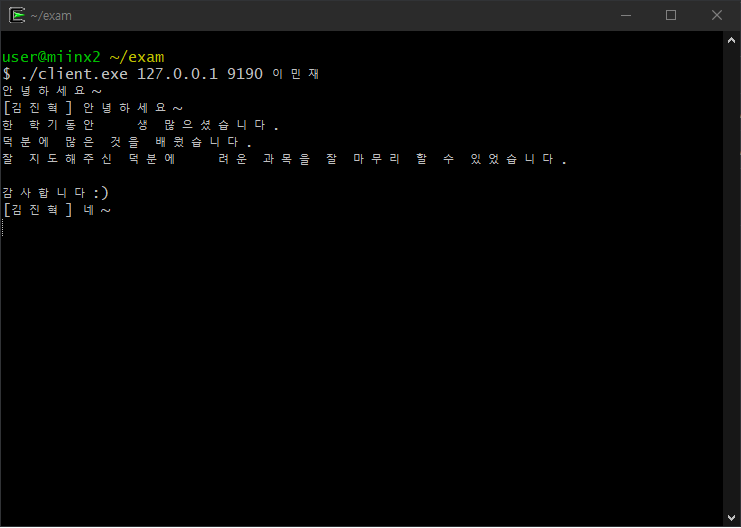 ~/exam
user@miinx2 ~/exam
$ ./client.exe 127.0.0.1 9190 이민재
안녕하세요~
[김진혁] 안녕하세요~
한 학기동안 생 많으셨습니다.
덕분에 많은 것을 배웠습니다.
잘 지도해주신 덕분에 려운 과목을 잘 마무리 할 수 있었습니다.
감사합니다:)
[김진혁] 네~